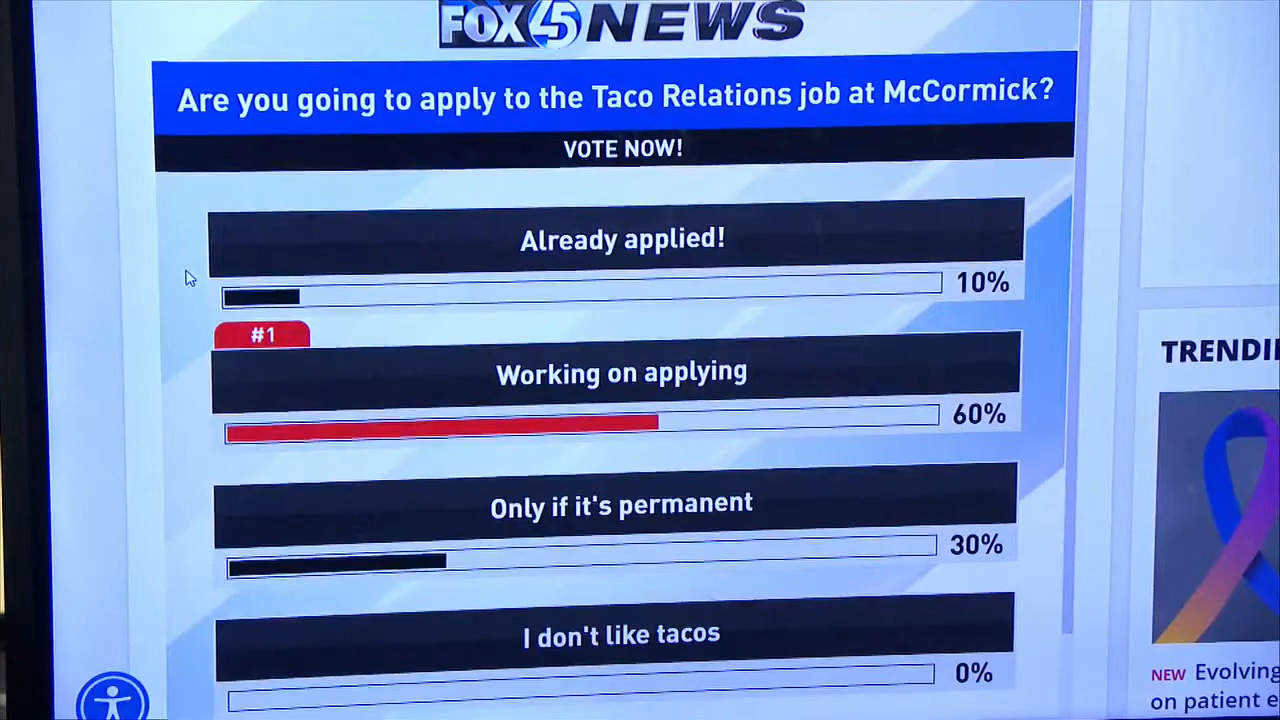 FOX 45 NEWS
Are you going to apply to the Taco Relations job at McCormick?
VOTE NOW!
Already applied!
10%
#1
Working on applying
60%
Only if it's permanent
30%
I don't like tacos
0%
TRENDI
NEW Evolving
on patient e